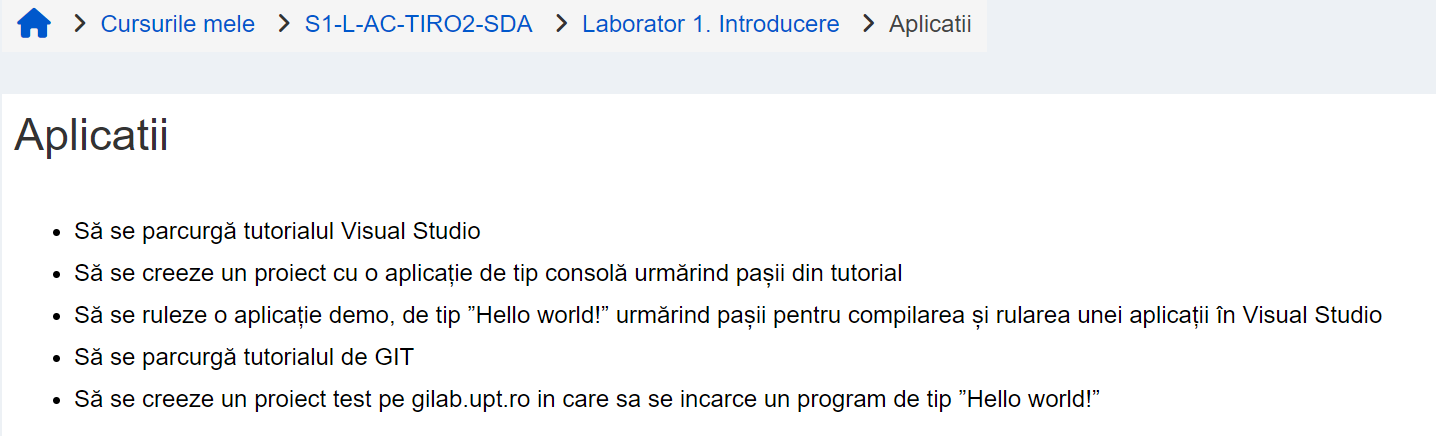 Cursurile mele > S1-L-AC-TIRO2-SDA > Laborator 1. Introducere > Aplicatii
Aplicatii
• Să se parcurgă tutorialul Visual Studio
• Să se creeze un proiect cu o aplicație de tip consolă urmărind pașii din tutorial
• Să se ruleze o aplicație demo, de tip ”Hello world!” urmărind pașii pentru compilarea și rularea unei aplicații în Visual Studio
• Să se parcurgă tutorialul de GIT
• Să se creeze un proiect test pe gilab.upt.ro in care sa se incarce un program de tip ”Hello world!”